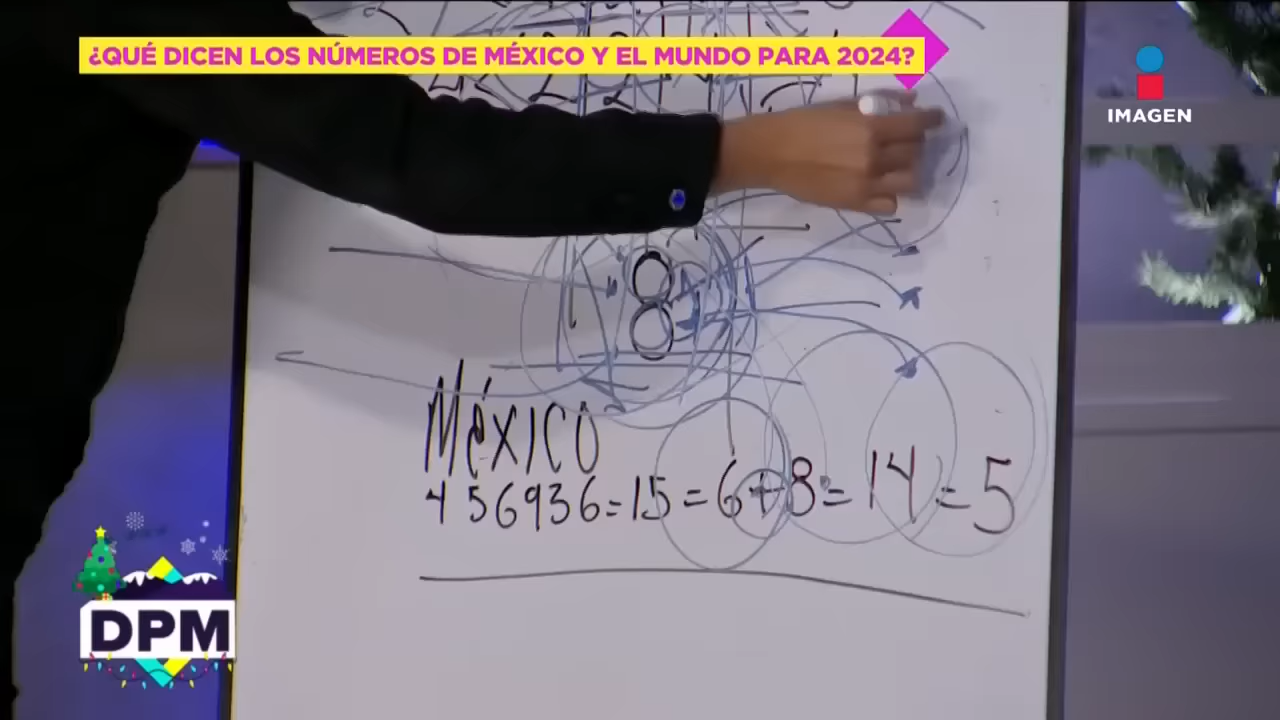 ¿QUÉ DICEN LOS NÚMEROS DE MÉXICO Y EL MUNDO PARA 2024?
IMAGEN
8
MéXICO
456936=15=6+8=14=5
DPM